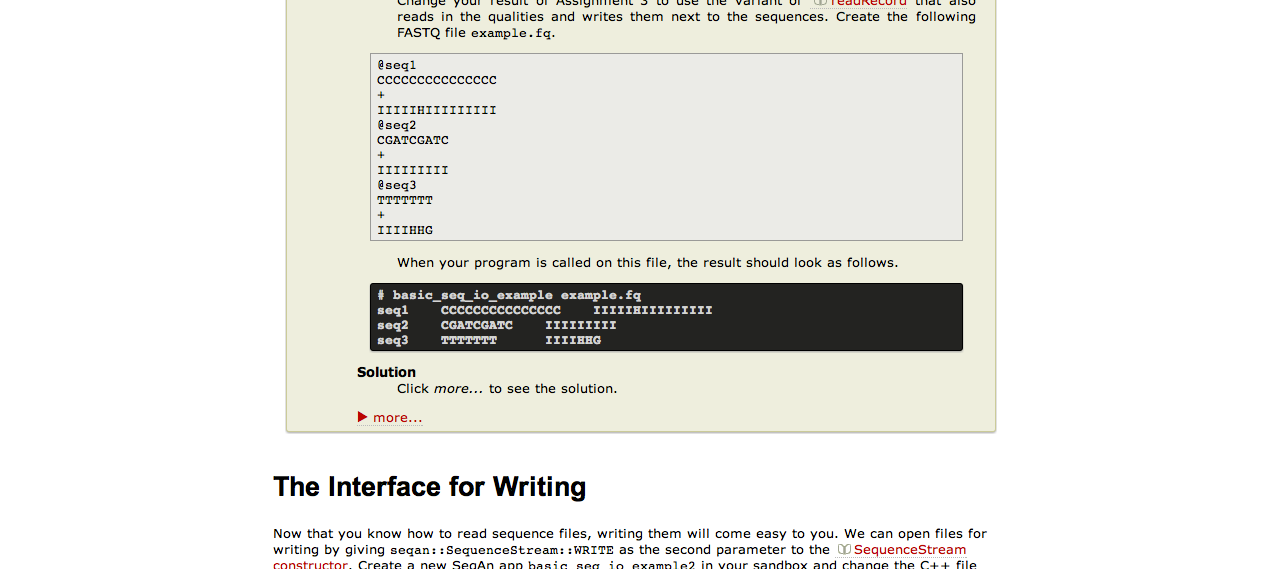 Change your result of Assignment 3 to use the variant of readRecord that also
reads in the qualities and writes them next to the sequences. Create the following
FASTQ file example.fq.
@seq1
CCCCCCCCCCCCCCC
+
IIIIIHIIIIIIIII
@seq2
CGATCGATC
+
IIIIIIIII
@seq3
TTTTTTT
+
IIIIHHG
When your program is called on this file, the result should look as follows.
# basic_seq_io_example example.fq
seq1    CCCCCCCCCCCCCCC    IIIIIHIIIIIIIII
seq2    CGATCGATC    IIIIIIIII
seq3    TTTTTTT      IIIIHHG
Solution
Click more... to see the solution.
more...
The Interface for Writing
Now that you know how to read sequence files, writing them will come easy to you. We can open files for
writing by giving seqan::SequenceStream::WRITE as the second parameter to the SequenceStream
constructor. Create a new SeqAn app basic_seq_io_example2 in your sandbox and change the C++ file